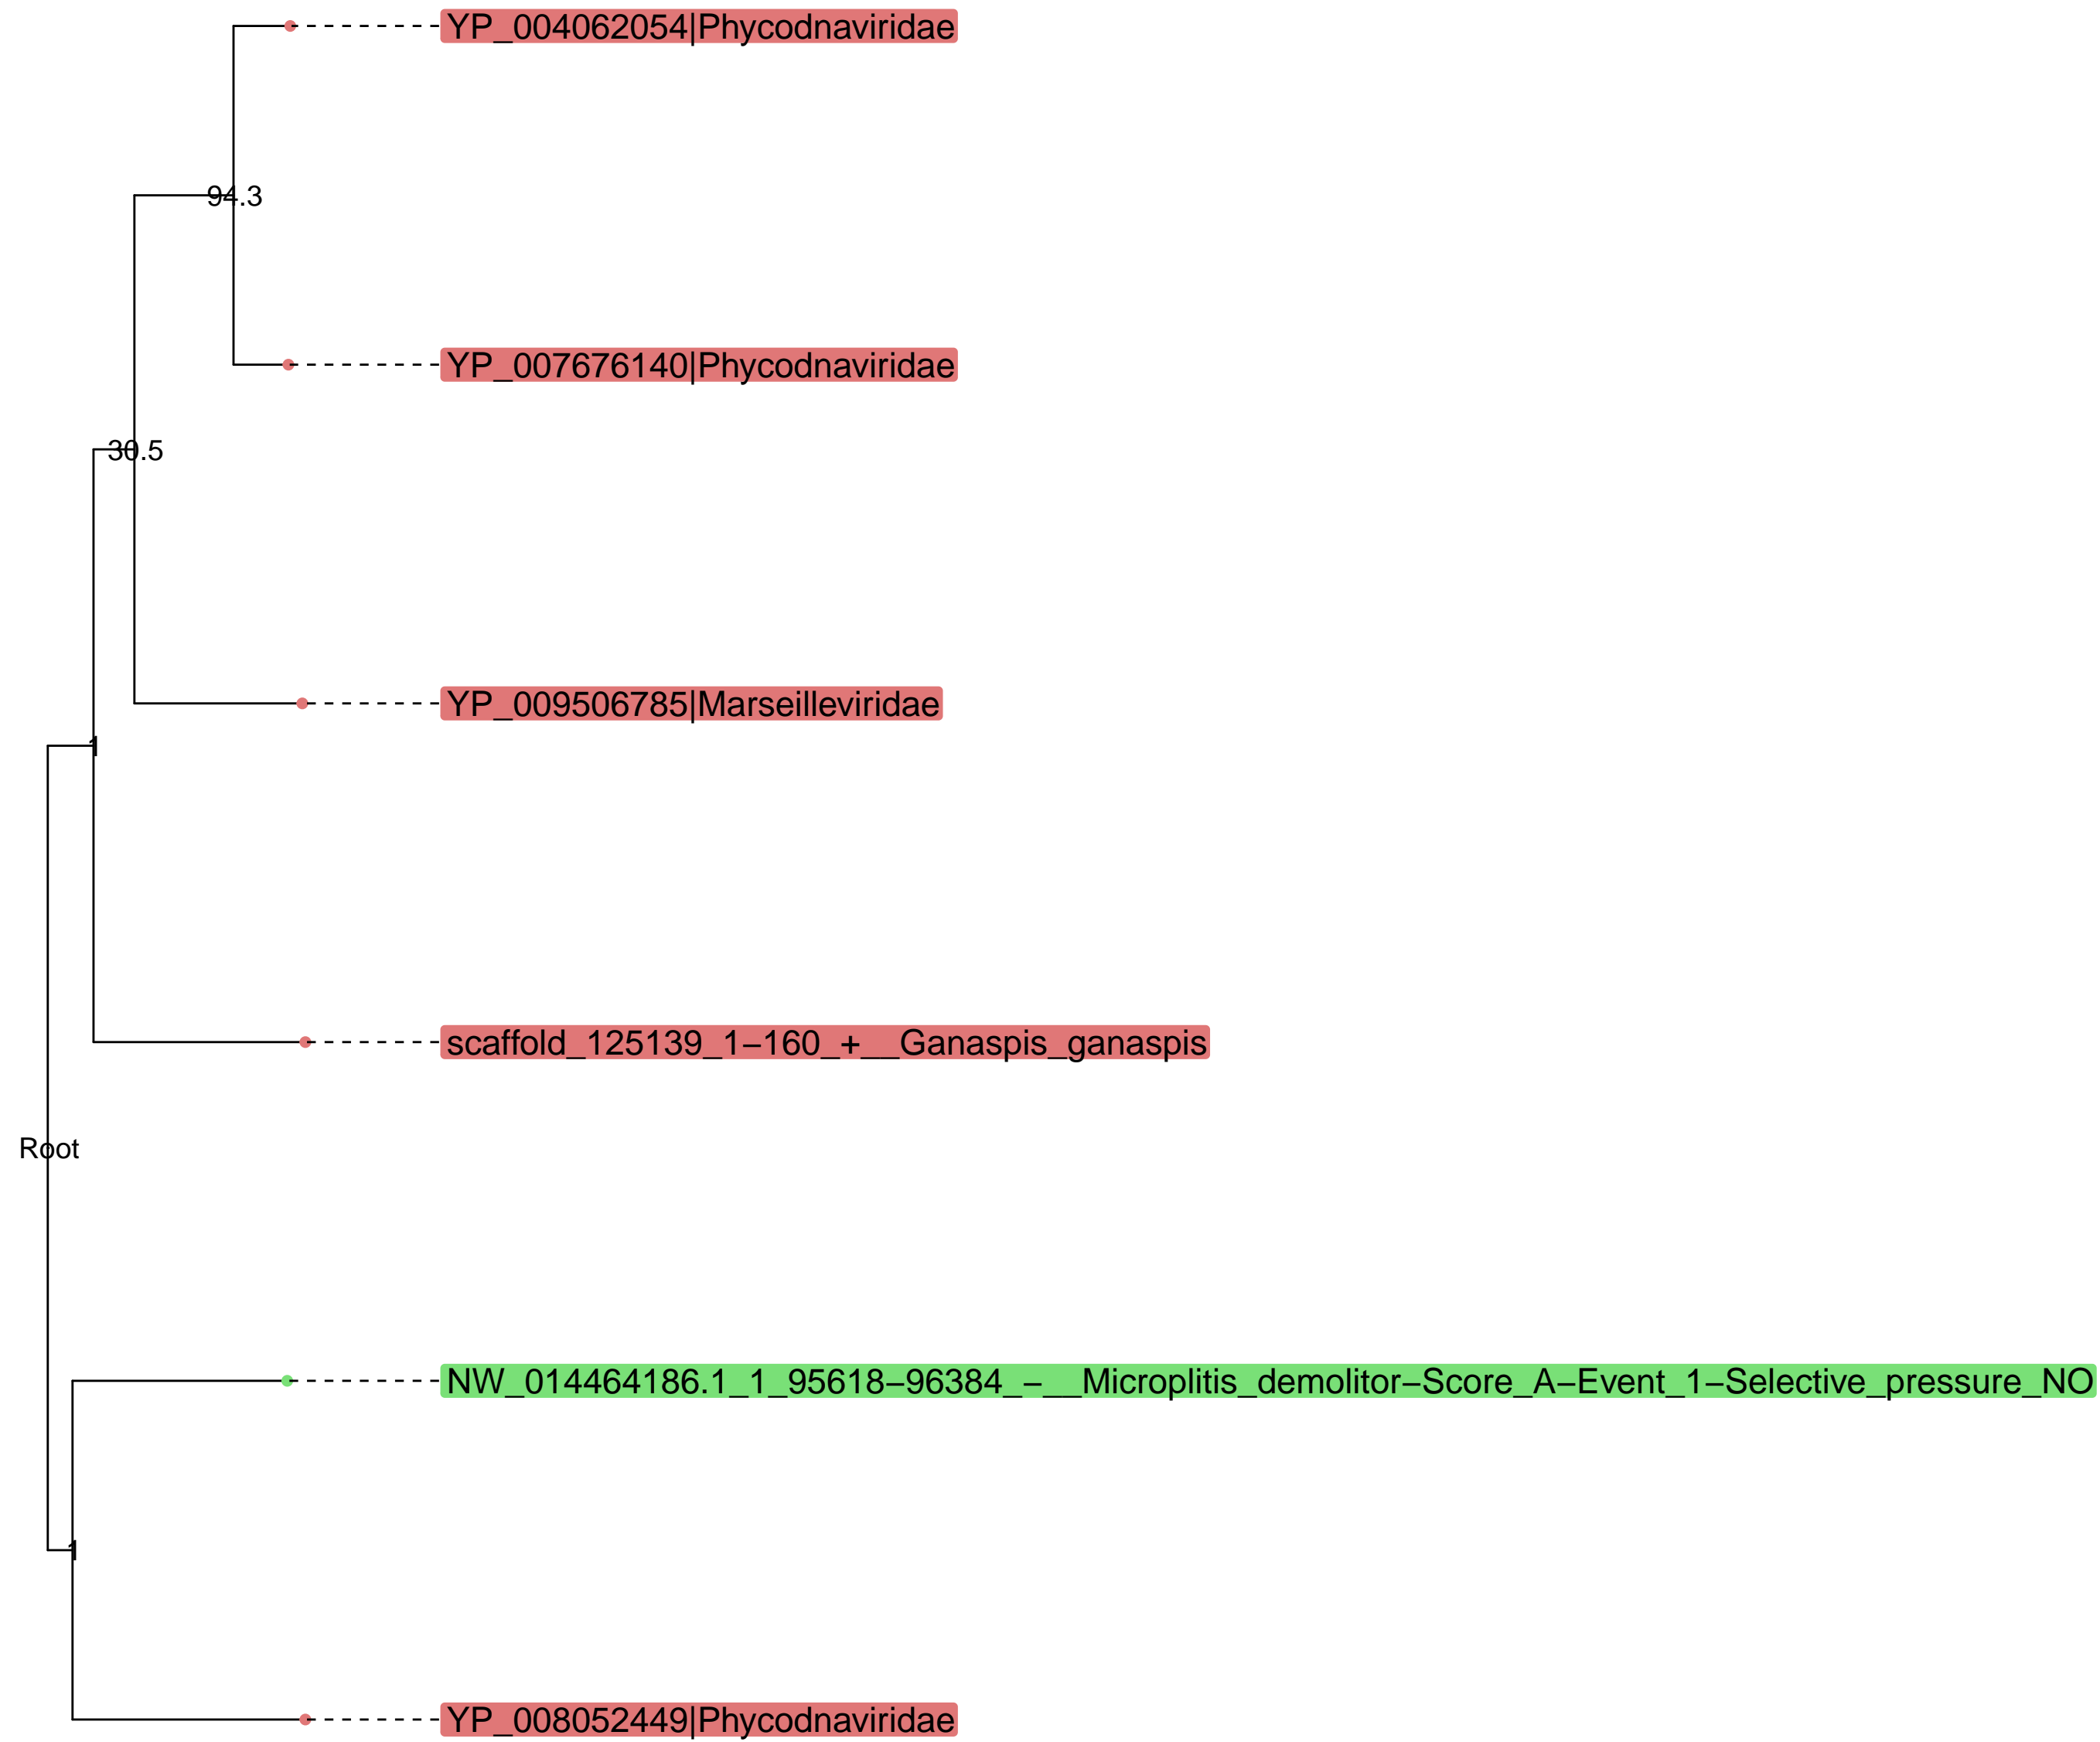 YP_004062054|Phycodnaviridae
94.3
YP_007676140|Phycodnaviridae
30.5
YP_009506785|Marseilleviridae
1
scaffold_125139_1−160_+__Ganaspis_ganaspis
Root
NW_014464186.1_1_95618−96384_−__Microplitis_demolitor−Score_A−Event_1−Selective_pressure_NO
1
YP_008052449|Phycodnaviridae